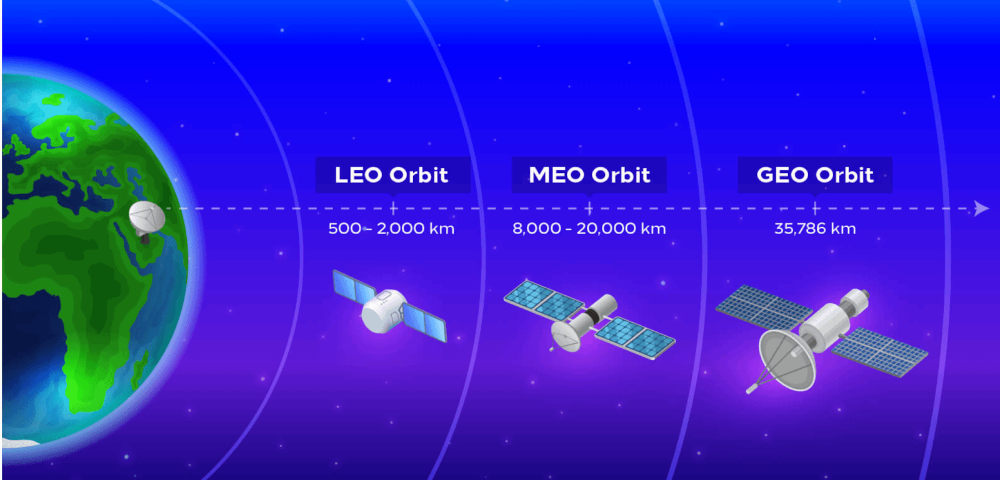 LEO Orbit
500 - 2,000 km
MEO Orbit
8,000 - 20,000 km
GEO Orbit
35,786 km